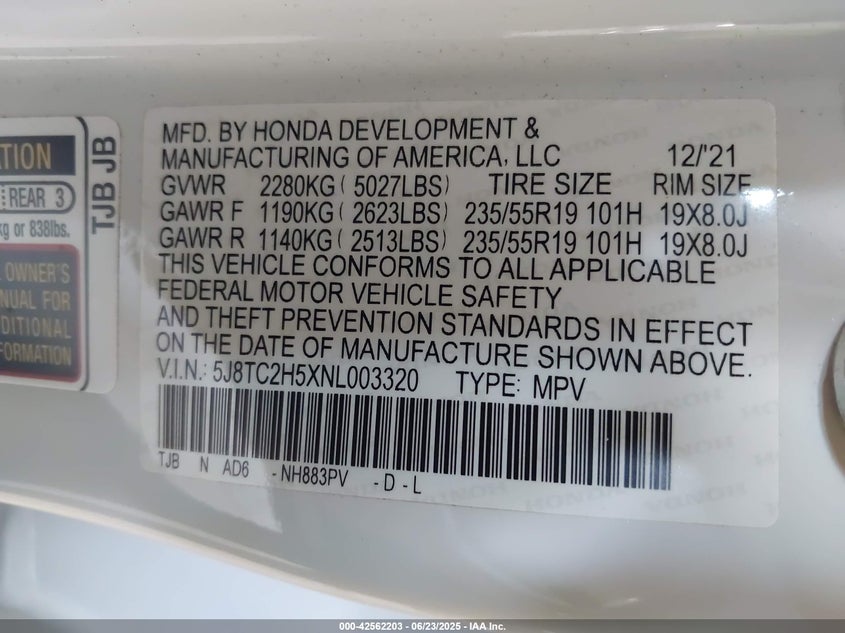 MFD. BY HONDA DEVELOPMENT &
MANUFACTURING OF AMERICA, LLC 12/'21
GVWR 2280KG ( 5027LBS) TIRE SIZE RIM SIZE
GAWR F 1190KG ( 2623LBS) 235/55R19 101H 19X8.0J
GAWR R 1140KG ( 2513LBS) 235/55R19 101H 19X8.0J
THIS VEHICLE CONFORMS TO ALL APPLICABLE
FEDERAL MOTOR VEHICLE SAFETY
AND THEFT PREVENTION STANDARDS IN EFFECT
ON THE DATE OF MANUFACTURE SHOWN ABOVE.
V.I.N.: 5J8TC2H5XNL003320 TYPE: MPV
TJB N AD6 -NH883PV -D-L
REAR 3
kg or 838lbs.
OWNER'S
FOR
TJB JB
000-42562203 - 06/23/2025 - IAA Inc.